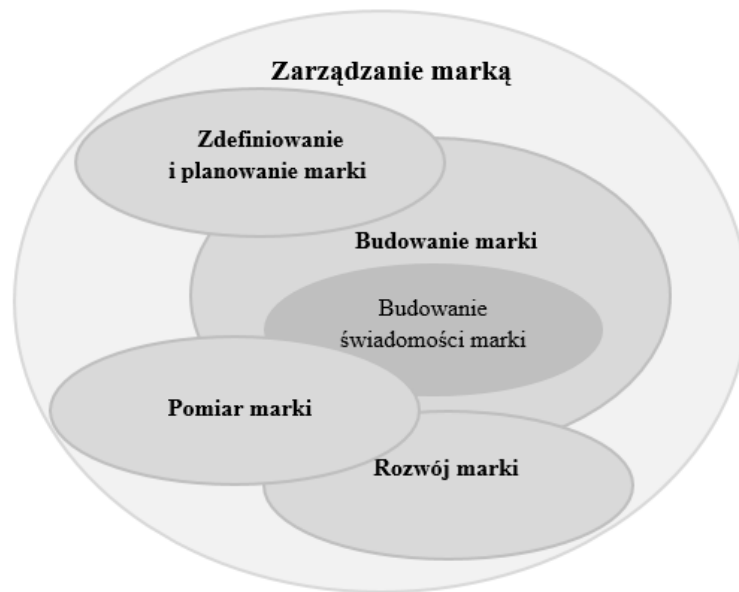 Zarządzanie marką
Zdefiniowanie
i planowanie marki
Budowanie marki
Budowanie
świadomości marki
Pomiar marki
Rozwój marki